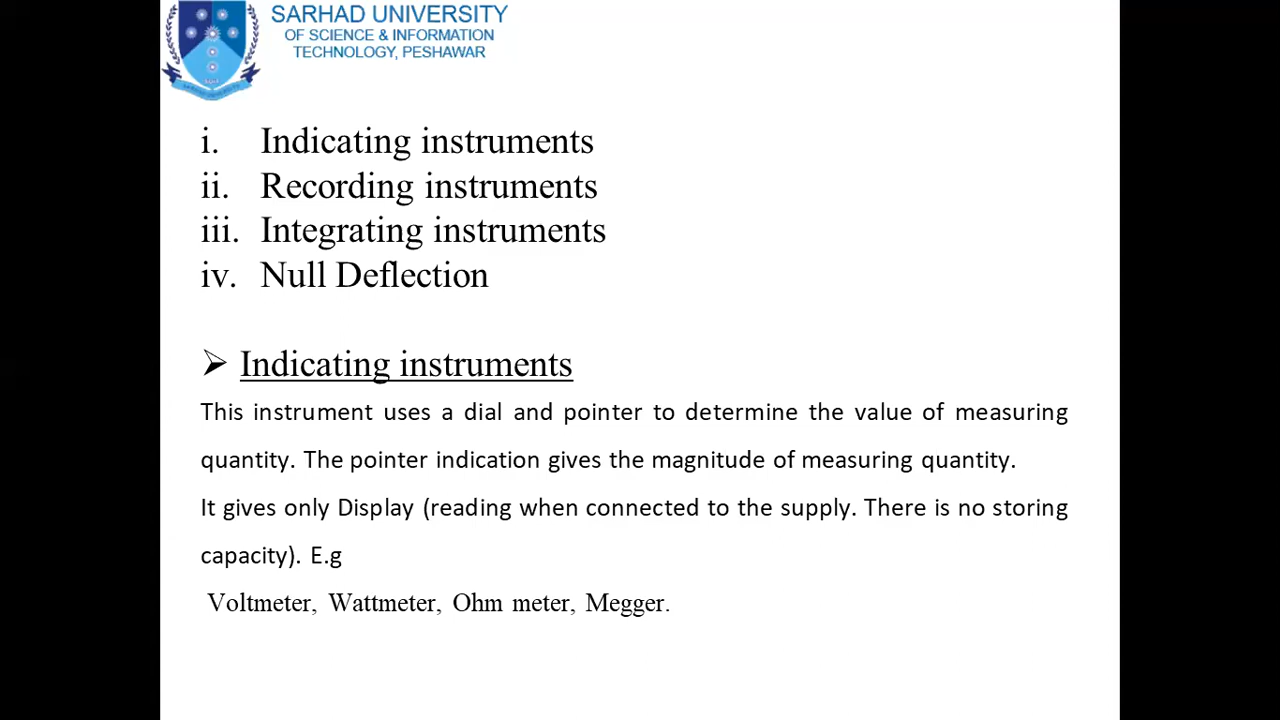 SARHAD UNIVERSITY
OF SCIENCE & INFORMATION
TECHNOLOGY, PESHAWAR
i. Indicating instruments
ii. Recording instruments
iii. Integrating instruments
iv. Null Deflection
➢ Indicating instruments
This instrument uses a dial and pointer to determine the value of measuring
quantity. The pointer indication gives the magnitude of measuring quantity.
It gives only Display (reading when connected to the supply. There is no storing
capacity). E.g
Voltmeter, Wattmeter, Ohm meter, Megger.